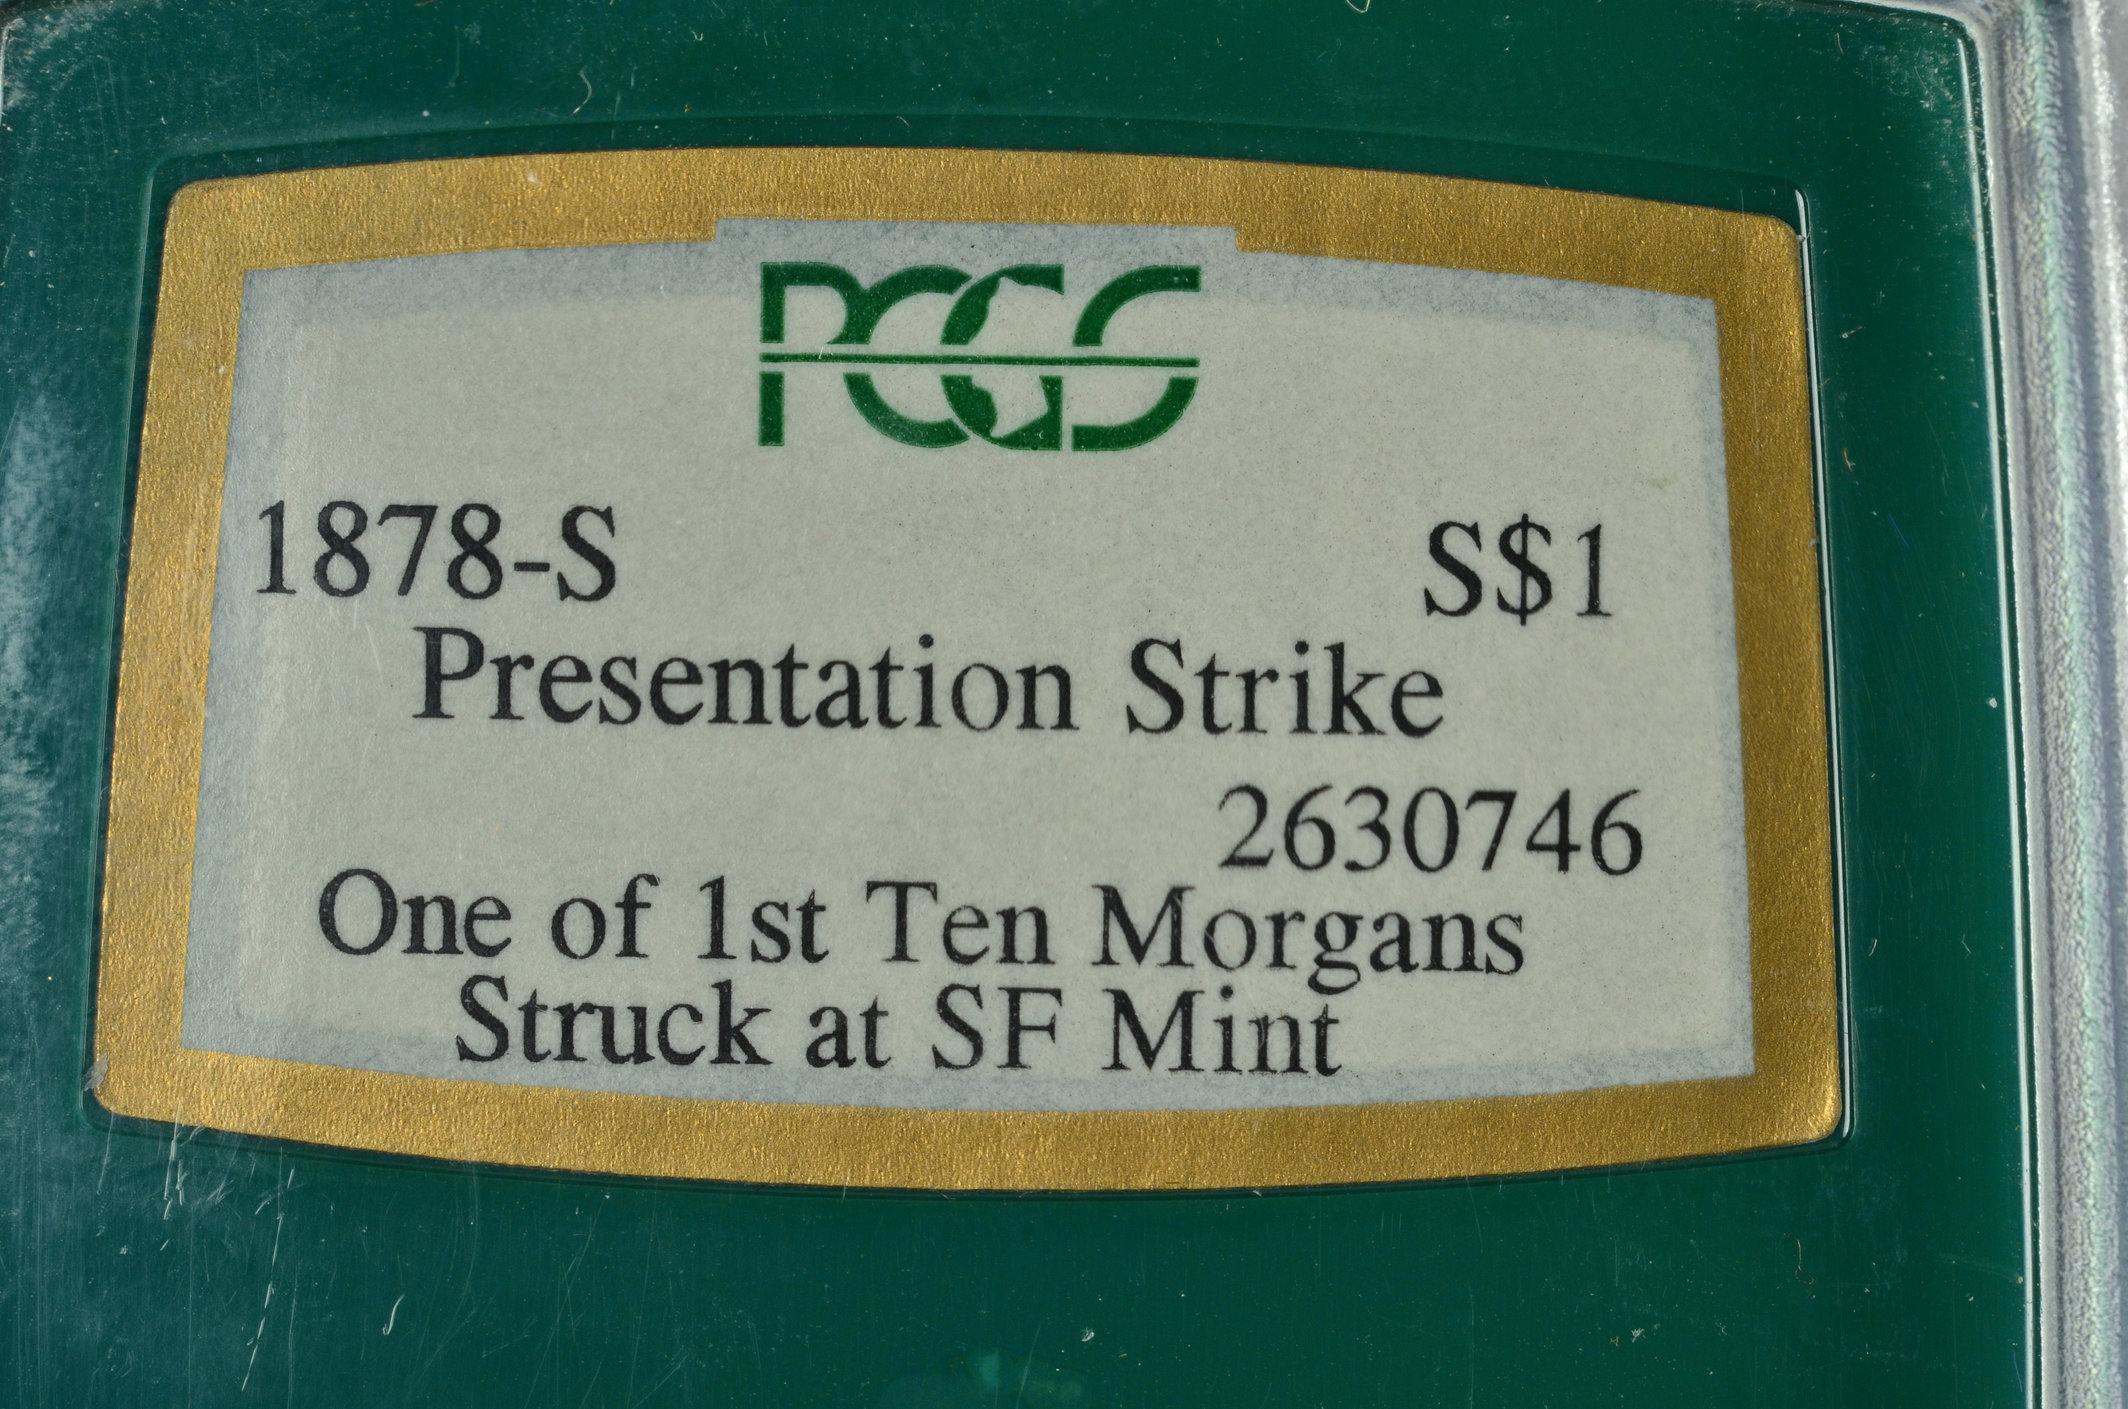 PCGS
1878-S S$1
Presentation Strike
2630746
One of 1st Ten Morgans
Struck at SF Mint